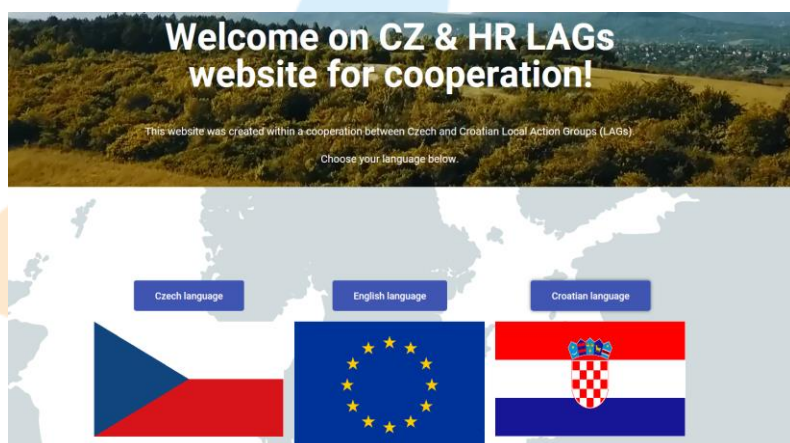 Welcome on CZ & HR LAGs
website for cooperation!
This website was created within a cooperation between Czech and Croatian Local Action Groups (LAGs).
Choose your language below.
Czech language
English language
Croatian language